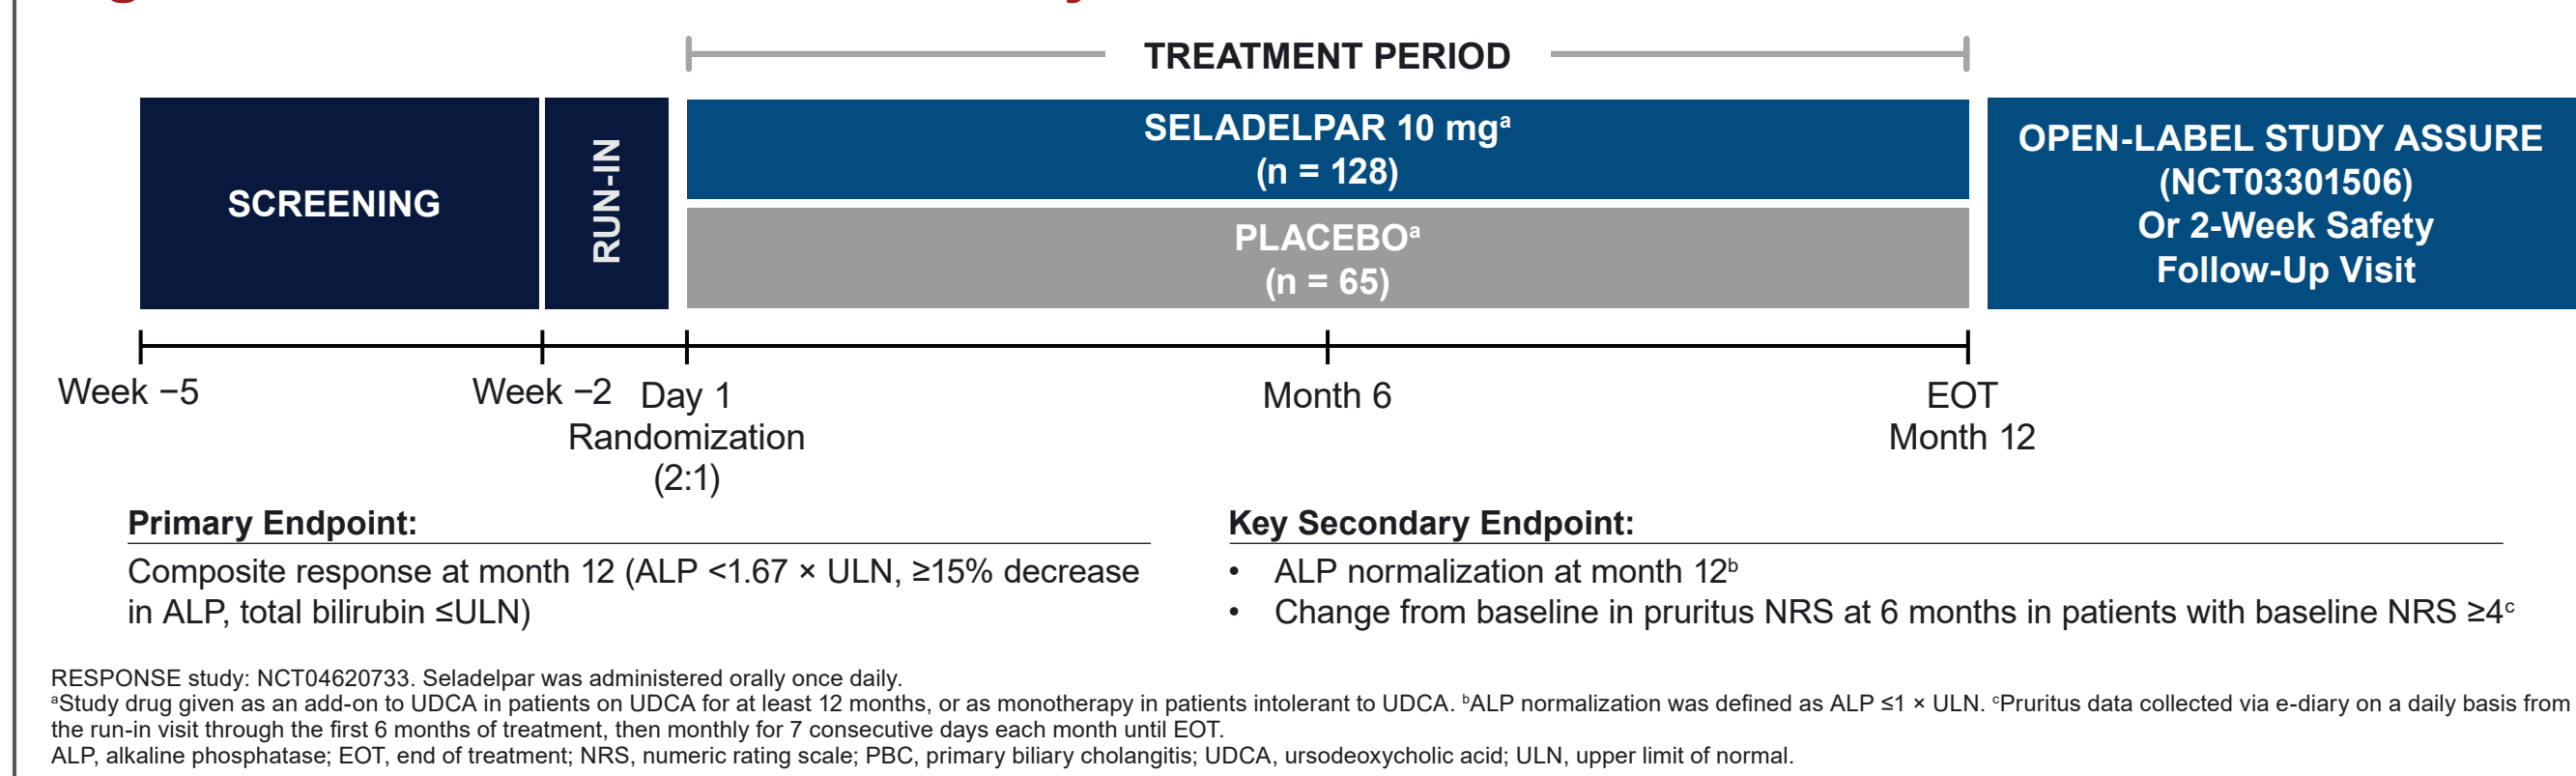 TREATMENT PERIOD
SCREENING
RUN-IN
SELADELPAR 10 mgᵃ
(n = 128)
PLACEBOᵃ
(n = 65)
OPEN-LABEL STUDY ASSURE
(NCT03301506)
Or 2-Week Safety
Follow-Up Visit
Week −5
Week −2
Day 1
Randomization
(2:1)
Month 6
EOT
Month 12
Primary Endpoint:
Composite response at month 12 (ALP <1.67 × ULN, ≥15% decrease
in ALP, total bilirubin ≤ULN)
Key Secondary Endpoint:
• ALP normalization at month 12ᵇ
• Change from baseline in pruritus NRS at 6 months in patients with baseline NRS ≥4ᶜ
RESPONSE study: NCT04620733. Seladelpar was administered orally once daily.
ᵃStudy drug given as an add-on to UDCA in patients on UDCA for at least 12 months, or as monotherapy in patients intolerant to UDCA. ᵇALP normalization was defined as ALP ≤1 × ULN. ᶜPruritus data collected via e-diary on a daily basis from
the run-in visit through the first 6 months of treatment, then monthly for 7 consecutive days each month until EOT.
ALP, alkaline phosphatase; EOT, end of treatment; NRS, numeric rating scale; PBC, primary biliary cholangitis; UDCA, ursodeoxycholic acid; ULN, upper limit of normal.